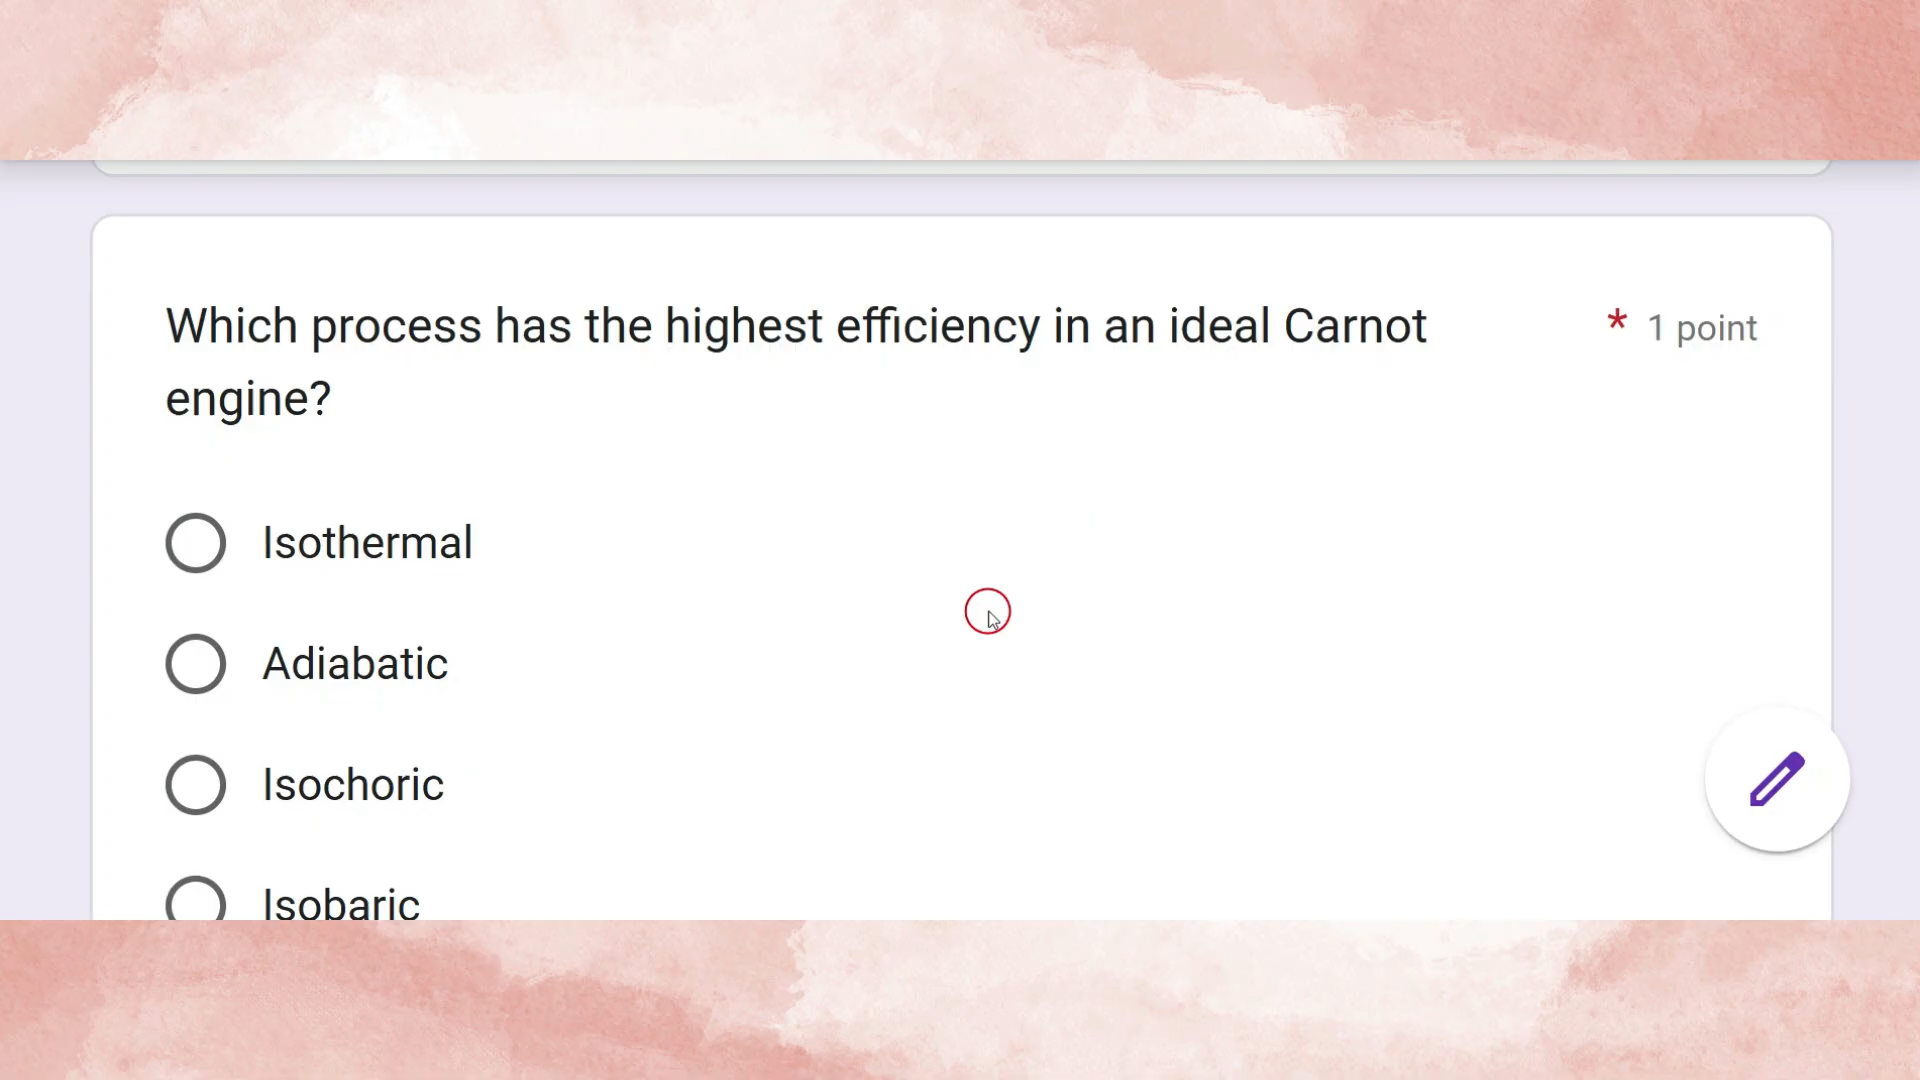 Which process has the highest efficiency in an ideal Carnot
* 1 point
engine?
Isothermal
Adiabatic
Isochoric
Isobaric